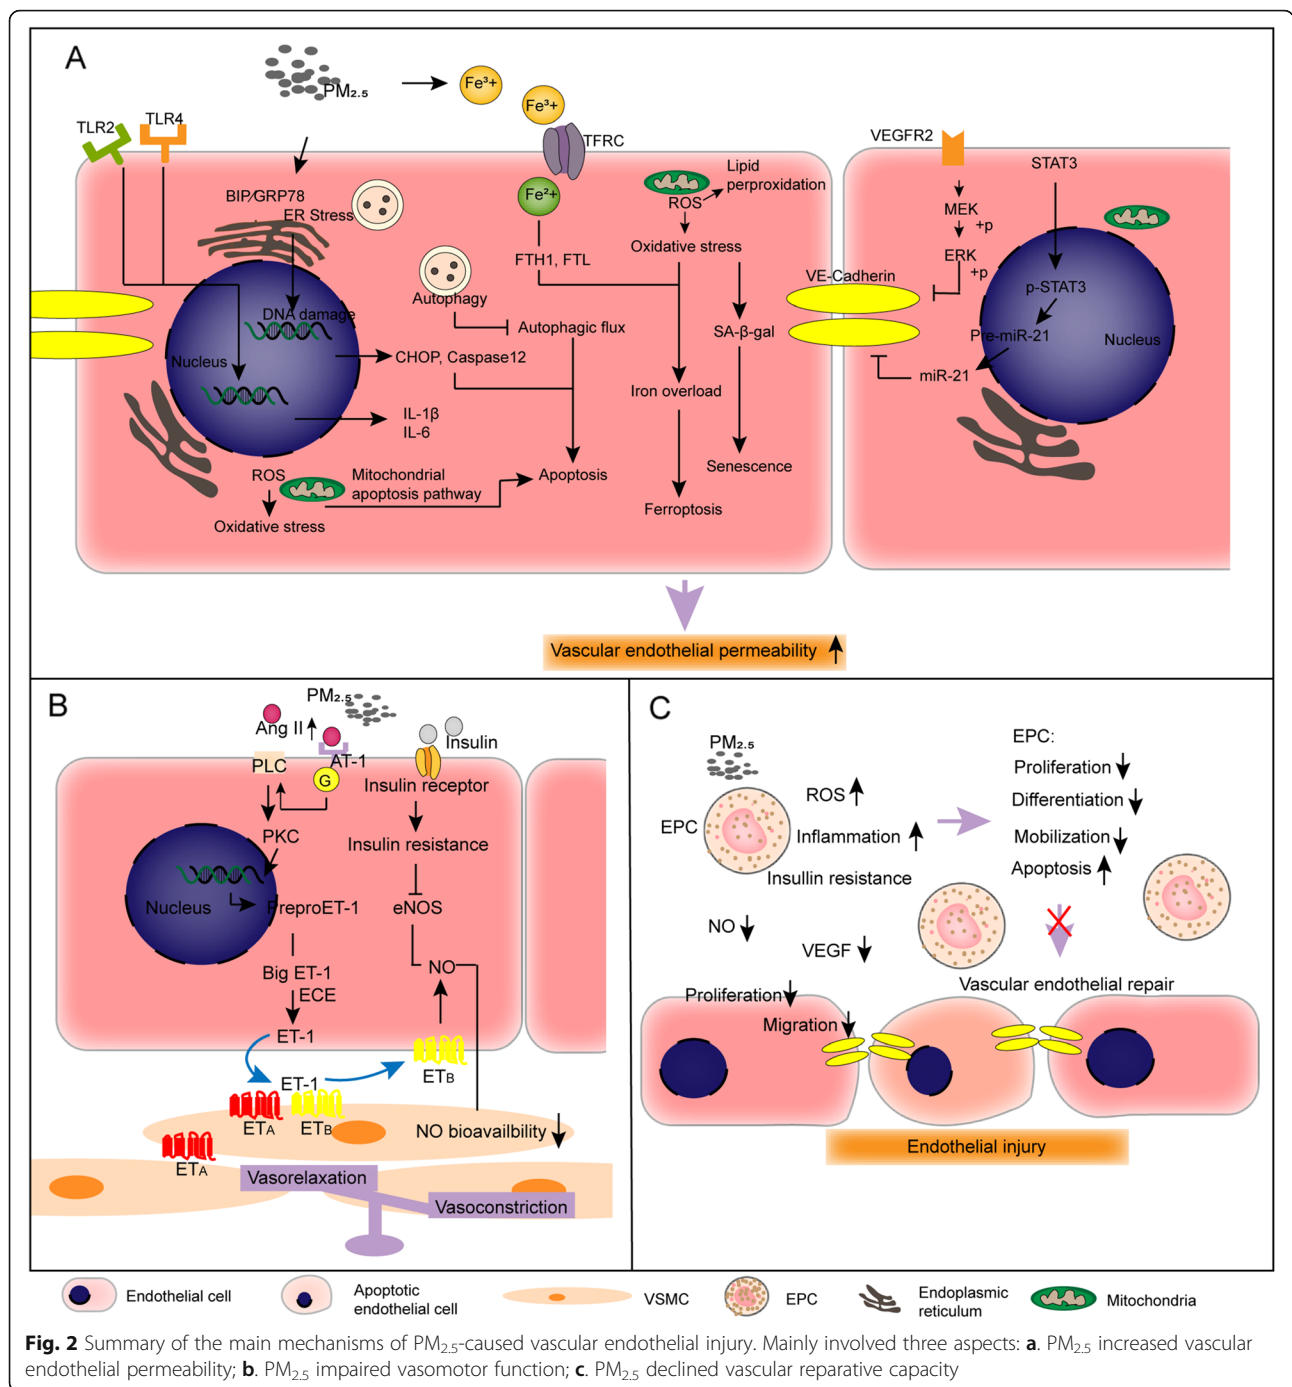 A
PM₂.₅
Fe³+
Fe³+
TFRC
TLR2
TLR4
BIP/GRP78
ER Stress
Fe²+
FTH1, FTL
Lipid
perproxidation
ROS
Oxidative stress
Autophagy
Autophagic flux
DNA damage
Nucleus
CHOP, Caspase12
IL-1β
IL-6
SA-β-gal
Iron overload
Senescence
Ferroptosis
Apoptosis
ROS
Mitochondrial
apoptosis pathway
Oxidative stress
VEGFR2
STAT3
MEK
+p
ERK
+p
VE-Cadherin
p-STAT3
Pre-miR-21
Nucleus
miR-21
Vascular endothelial permeability
B
PM₂.₅
Ang II
AT-1
PLC
G
Insulin
Insulin receptor
PKC
Insulin resistance
Nucleus
PreproET-1
eNOS
Big ET-1
ECE
NO
ET-1
ET-1
ETB
ETA
ETB
ETA
NO bioavailbility
Vasorelaxation
Vasoconstriction
C
PM₂.₅
EPC
ROS
Inflammation
Insullin resistance
EPC:
Proliferation
Differentiation
Mobilization
Apoptosis
NO
VEGF
Vascular endothelial repair
Proliferation
Migration
Endothelial injury
Endothelial cell
Apoptotic
endothelial cell
VSMC
EPC
Endoplasmic
reticulum
Mitochondria
Fig. 2 Summary of the main mechanisms of PM₂.₅-caused vascular endothelial injury. Mainly involved three aspects: a. PM₂.₅ increased vascular
endothelial permeability; b. PM₂.₅ impaired vasomotor function; c. PM₂.₅ declined vascular reparative capacity